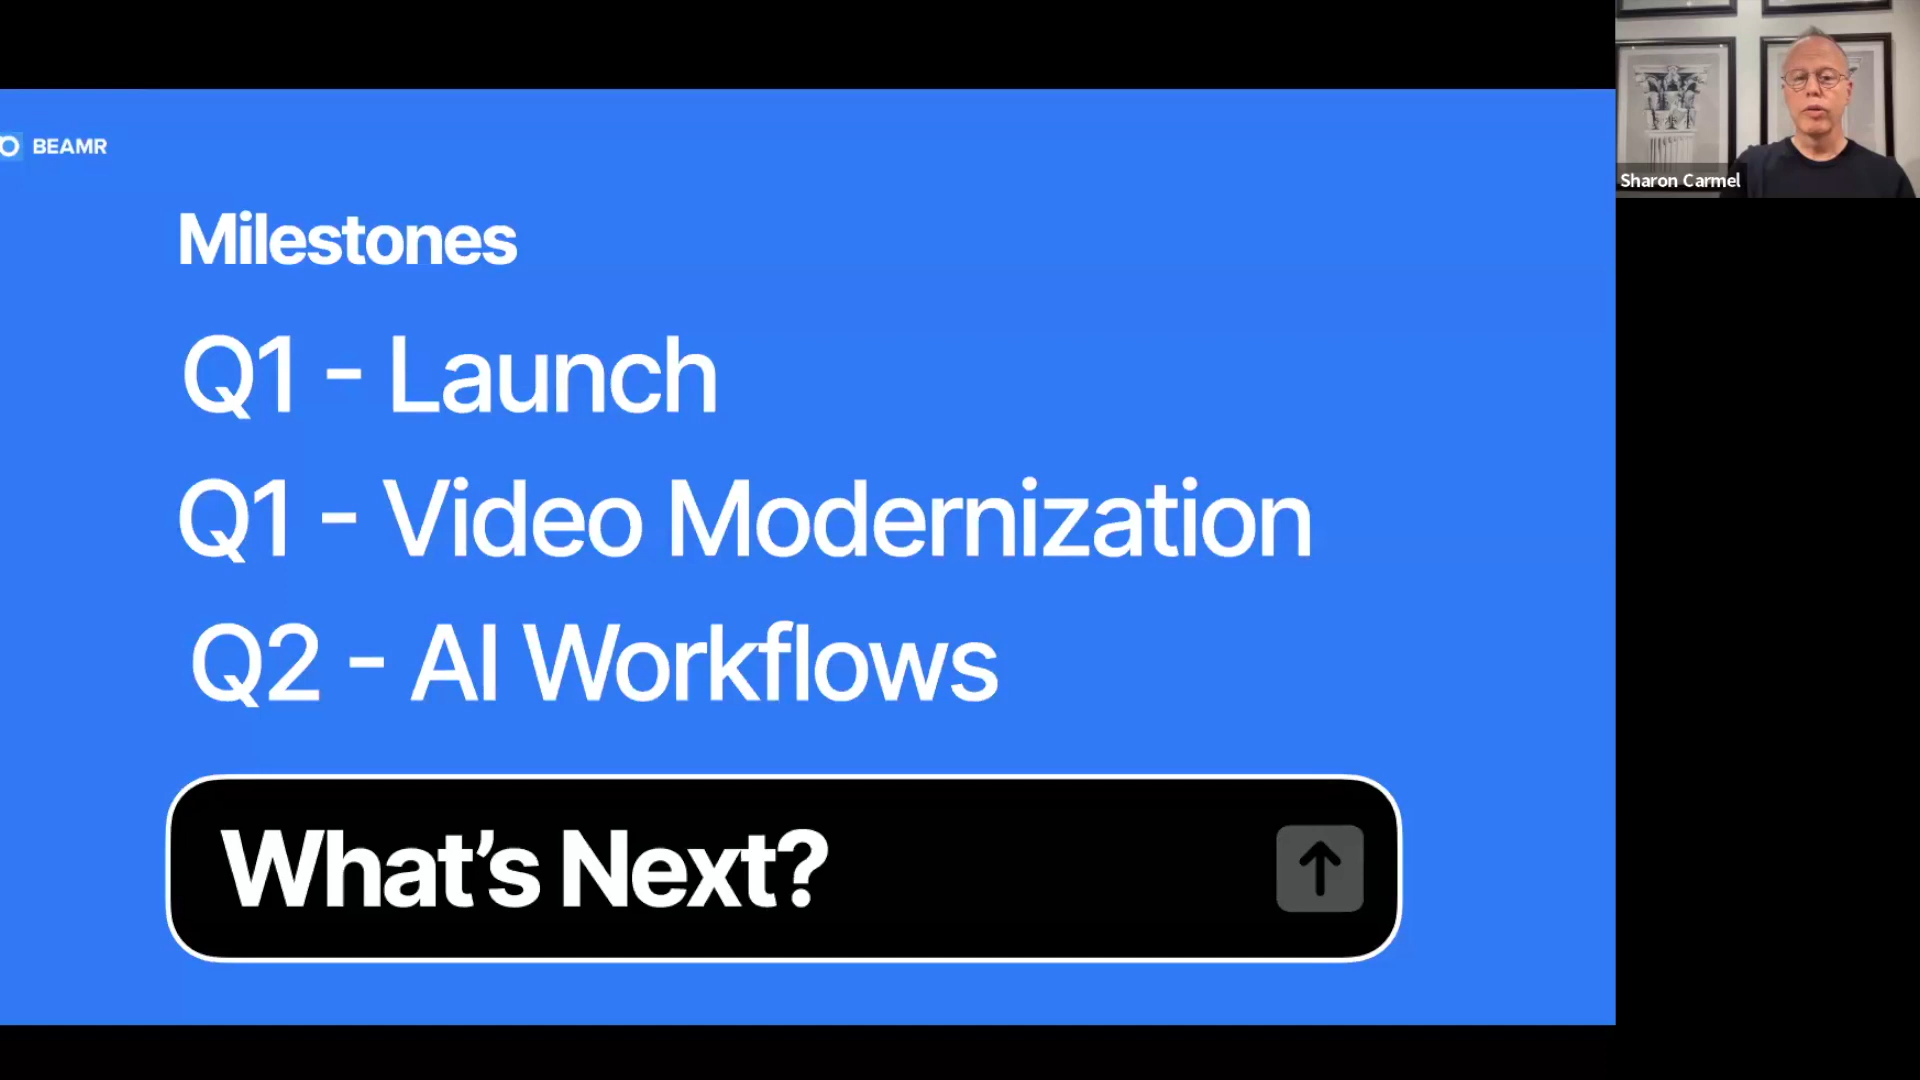 BEAMR
Milestones
Q1 - Launch
Q1 - Video Modernization
Q2 - AI Workflows
What’s Next?
Sharon Carmel